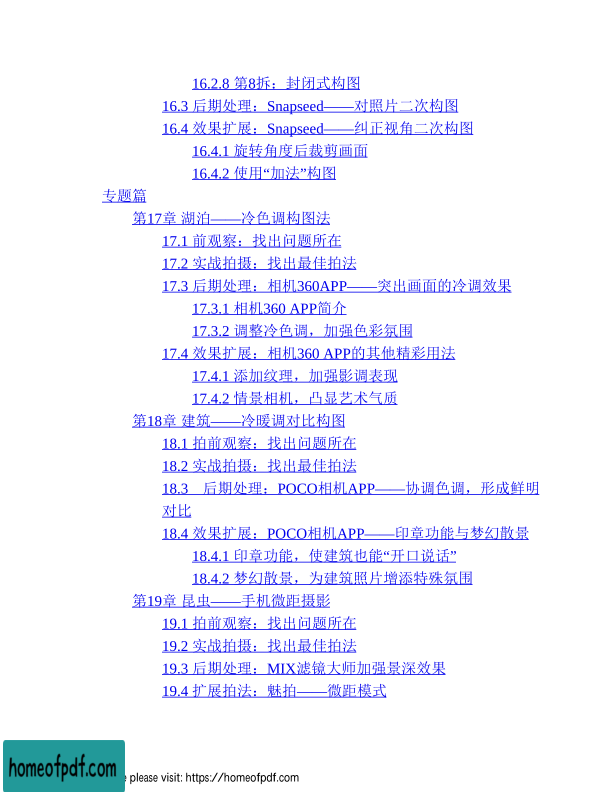 16.2.8 第8拆：封闭式构图
16.3 后期处理：Snapseed——对照片二次构图
16.4 效果扩展：Snapseed——纠正视角二次构图
16.4.1 旋转角度后裁剪画面
16.4.2 使用“加法”构图
专题篇
第17章 湖泊——冷色调构图法
17.1 前观察：找出问题所在
17.2 实战拍摄：找出最佳拍法
17.3 后期处理：相机360APP——突出画面的冷调效果
17.3.1 相机360 APP简介
17.3.2 调整冷色调，加强色彩氛围
17.4 效果扩展：相机360 APP的其他精彩用法
17.4.1 添加纹理，加强影调表现
17.4.2 情景相机，凸显艺术气质
第18章 建筑——冷暖调对比构图
18.1 拍前观察：找出问题所在
18.2 实战拍摄：找出最佳拍法
18.3 后期处理：POCO相机APP——协调色调，形成鲜明
对比
18.4 效果扩展：POCO相机APP——印章功能与梦幻散景
18.4.1 印章功能，使建筑也能“开口说话”
18.4.2 梦幻散景，为建筑照片增添特殊氛围
第19章 昆虫——手机微距摄影
19.1 拍前观察：找出问题所在
19.2 实战拍摄：找出最佳拍法
19.3 后期处理：MIX滤镜大师加强景深效果
19.4 扩展拍法：魅拍——微距模式
homeofpdf.com
e please visit: https://homeofpdf.com